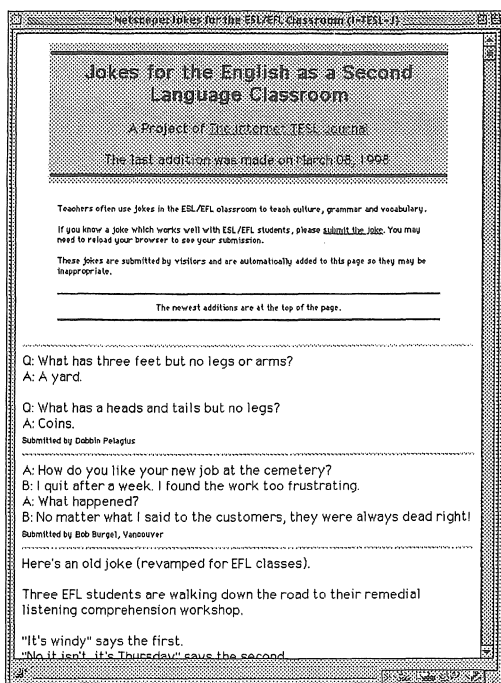 Netscape: Jokes for the ESL/EFL Classroom (I-TESL-J)
Jokes for the English as a Second
Language Classroom
A Project of The Internet TESL Journal
The last addition was made on March 08, 1998
Teachers often use jokes in the ESL/EFL classroom to teach culture, grammar and vocabulary.
If you know a joke which works well with ESL/EFL students, please submit the joke. You may
need to reload your browser to see your submission.
These jokes are submitted by visitors and are automatically added to this page so they may be
inappropriate.
The newest additions are at the top of the page.
Q: What has three feet but no legs or arms?
A: A yard.
Q: What has a heads and tails but no legs?
A: Coins.
Submitted by Dobbin Pelagius
A: How do you like your new job at the cemetery?
B: I quit after a week. I found the work too frustrating.
A: What happened?
B: No matter what I said to the customers, they were always dead right!
Submitted by Bob Burgel, Vancouver
Here's an old joke (revamped for EFL classes).
Three EFL students are walking down the road to their remedial
listening comprehension workshop.
"It's windy" says the first.
"No it isn't, it's Thursday" says the second.